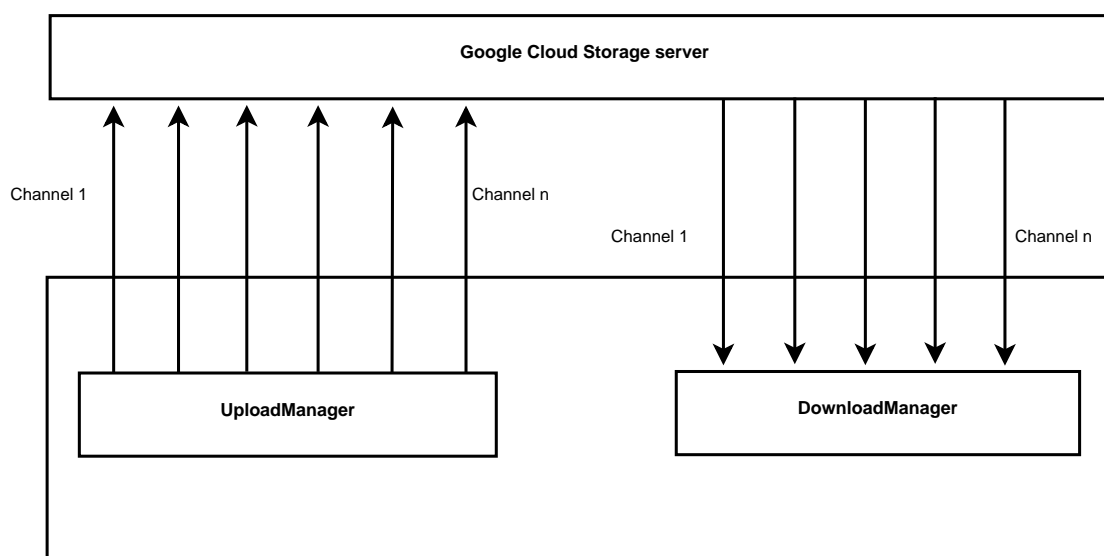 Google Cloud Storage server
Channel 1
Channel n
Channel 1
Channel n
UploadManager
DownloadManager